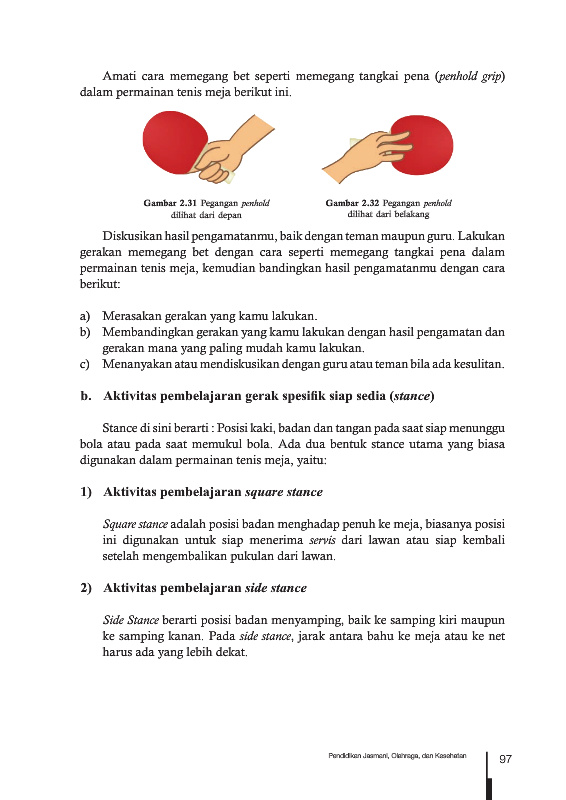 Amati cara memegang bet seperti memegang tangkai pena (penhold grip)
dalam permainan tenis meja berikut ini.
Gambar 2.31 Pegangan penhold
dilihat dari depan
Gambar 2.32 Pegangan penhold
dilihat dari belakang
Diskusikan hasil pengamatanmu, baik dengan teman maupun guru. Lakukan
gerakan memegang bet dengan cara seperti memegang tangkai pena dalam
permainan tenis meja, kemudian bandingkan hasil pengamatanmu dengan cara
berikut:
a) Merasakan gerakan yang kamu lakukan.
b) Membandingkan gerakan yang kamu lakukan dengan hasil pengamatan dan
gerakan mana yang paling mudah kamu lakukan.
c) Menanyakan atau mendiskusikan dengan guru atau teman bila ada kesulitan.
b. Aktivitas pembelajaran gerak spesifik siap sedia (stance)
Stance di sini berarti : Posisi kaki, badan dan tangan pada saat siap menunggu
bola atau pada saat memukul bola. Ada dua bentuk stance utama yang biasa
digunakan dalam permainan tenis meja, yaitu:
1) Aktivitas pembelajaran square stance
Square stance adalah posisi badan menghadap penuh ke meja, biasanya posisi
ini digunakan untuk siap menerima servis dari lawan atau siap kembali
setelah mengembalikan pukulan dari lawan.
2) Aktivitas pembelajaran side stance
Side Stance berarti posisi badan menyamping, baik ke samping kiri maupun
ke samping kanan. Pada side stance, jarak antara bahu ke meja atau ke net
harus ada yang lebih dekat.
Pendidikan Jasmani, Olahraga, dan Kesehatan
97